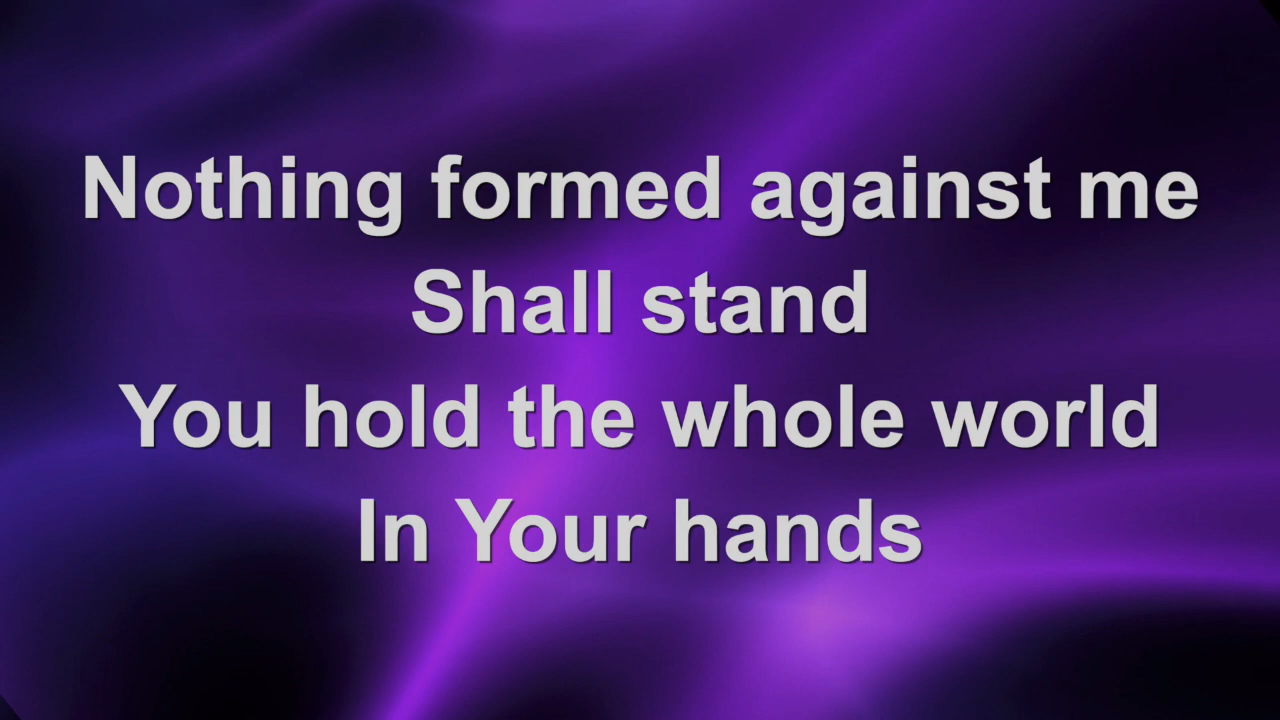 Nothing formed against me
Shall stand
You hold the whole world
In Your hands